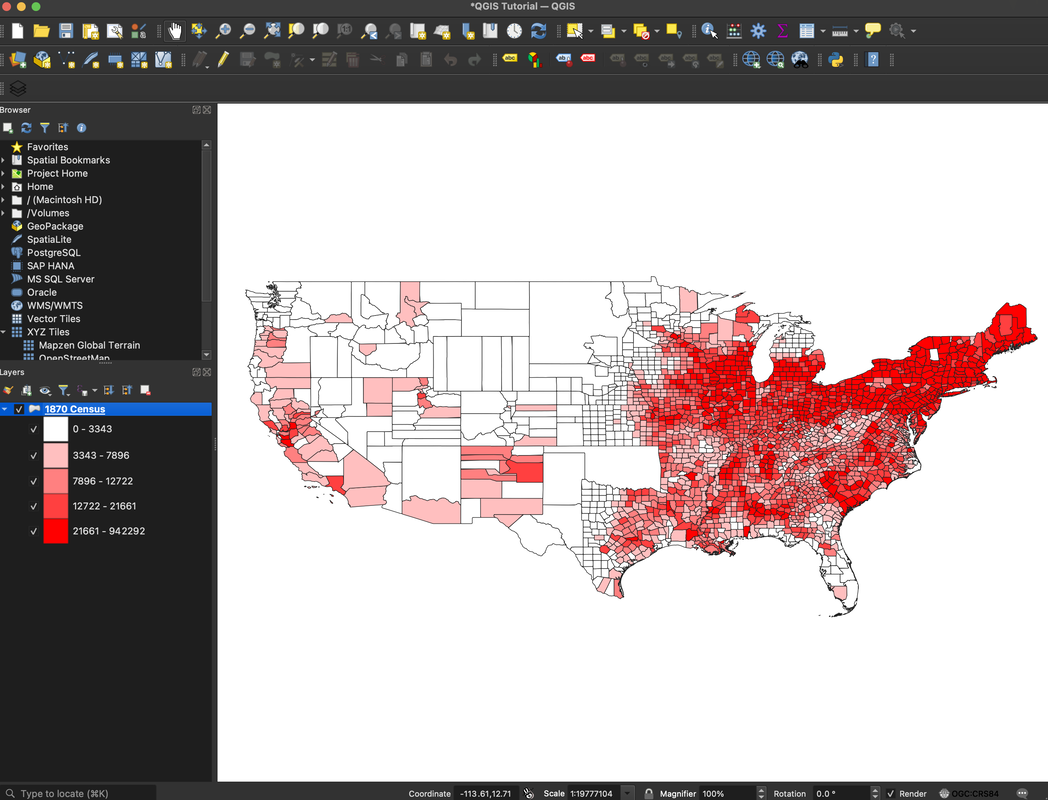 *QGIS Tutorial — QGIS
abc
abc
Browser
Favorites
Spatial Bookmarks
Project Home
Home
/ (Macintosh HD)
/Volumes
GeoPackage
SpatiaLite
PostgreSQL
SAP HANA
MS SQL Server
Oracle
WMS/WMTS
Vector Tiles
XYZ Tiles
Mapzen Global Terrain
OpenStreetMap
Layers
1870 Census
0 - 3343
3343 - 7896
7896 - 12722
12722 - 21661
21661 - 942292
Type to locate (⌘K) Coordinate -113.61,12.71 Scale 1:19777104 Magnifier 100% Rotation 0.0 ° Render OGC:CRS84